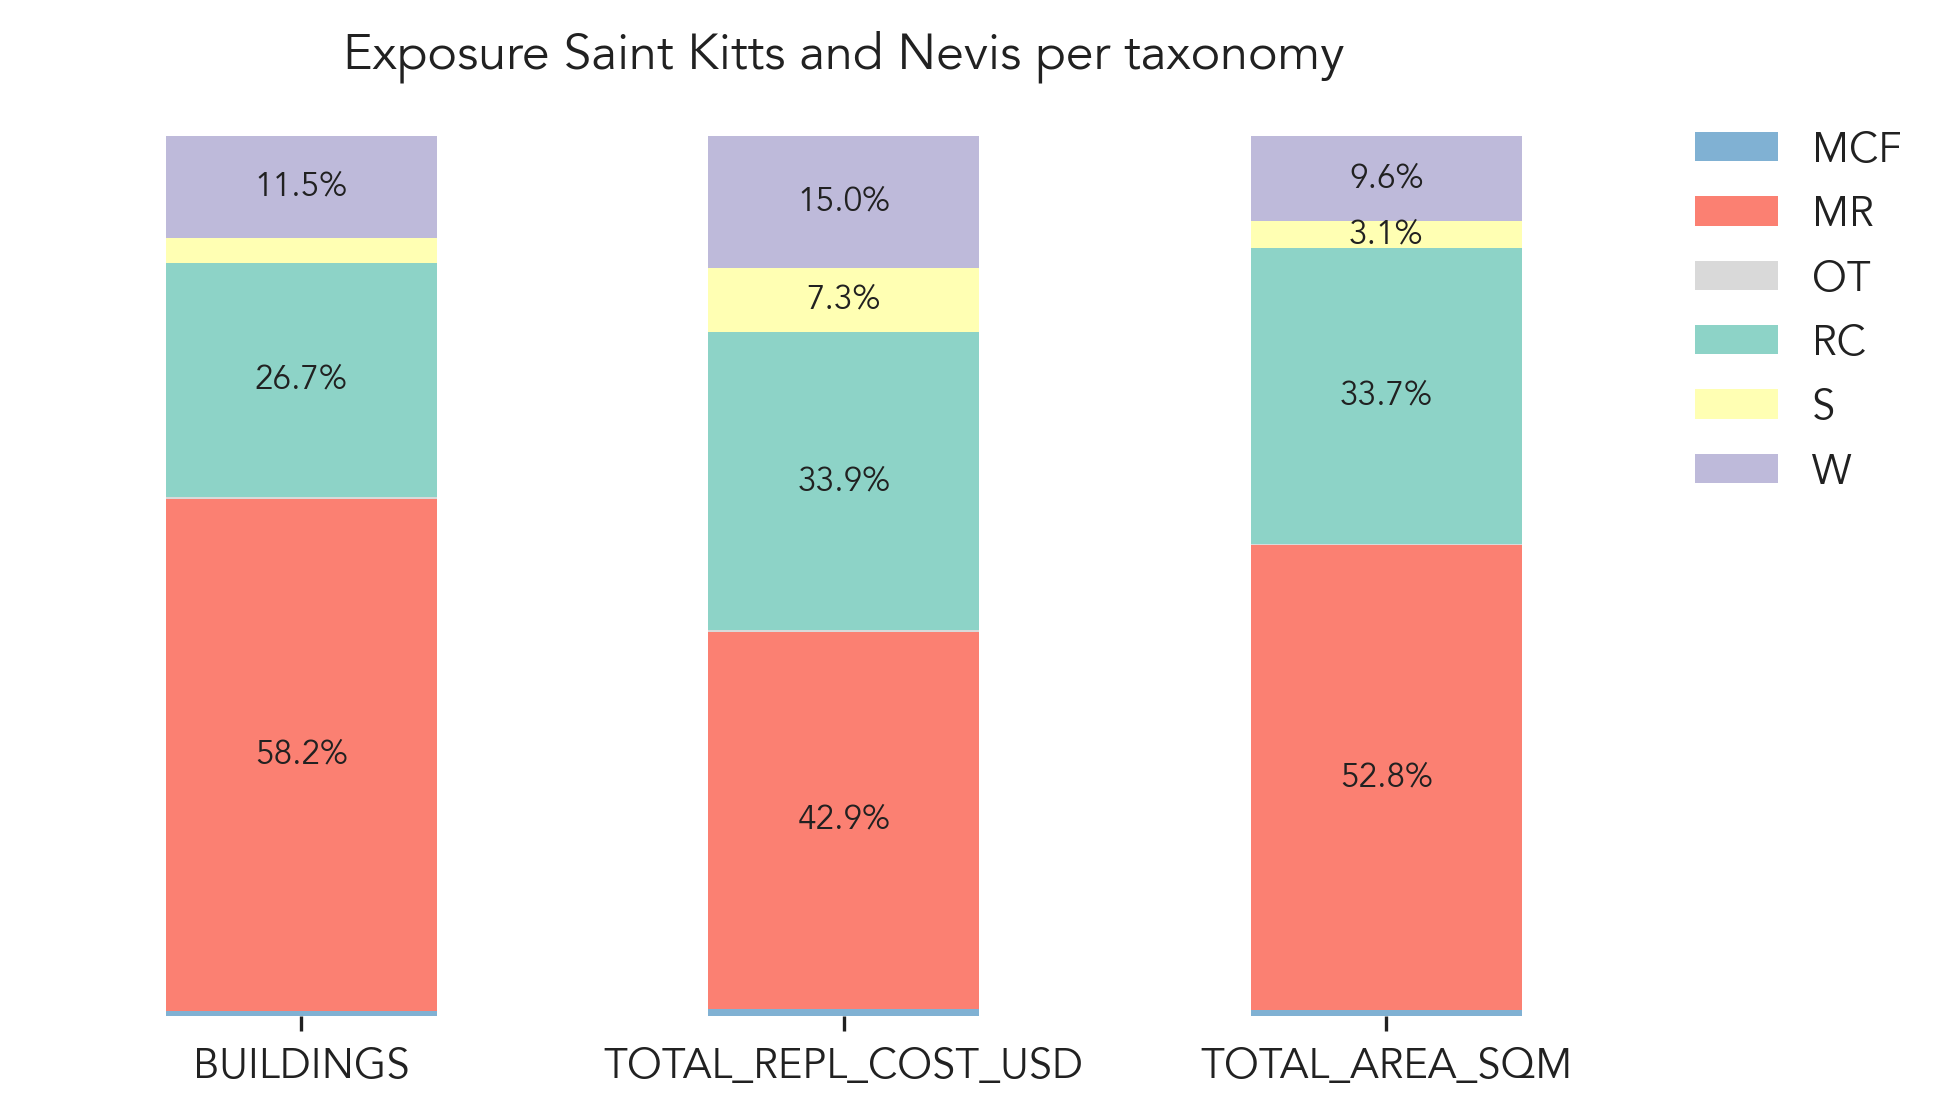 Exposure Saint Kitts and Nevis per taxonomy
11.5%
26.7%
58.2%
15.0%
7.3%
33.9%
42.9%
9.6%
3.1%
33.7%
52.8%
BUILDINGS
TOTAL_REPL_COST_USD
TOTAL_AREA_SQM
MCF
MR
OT
RC
S
W